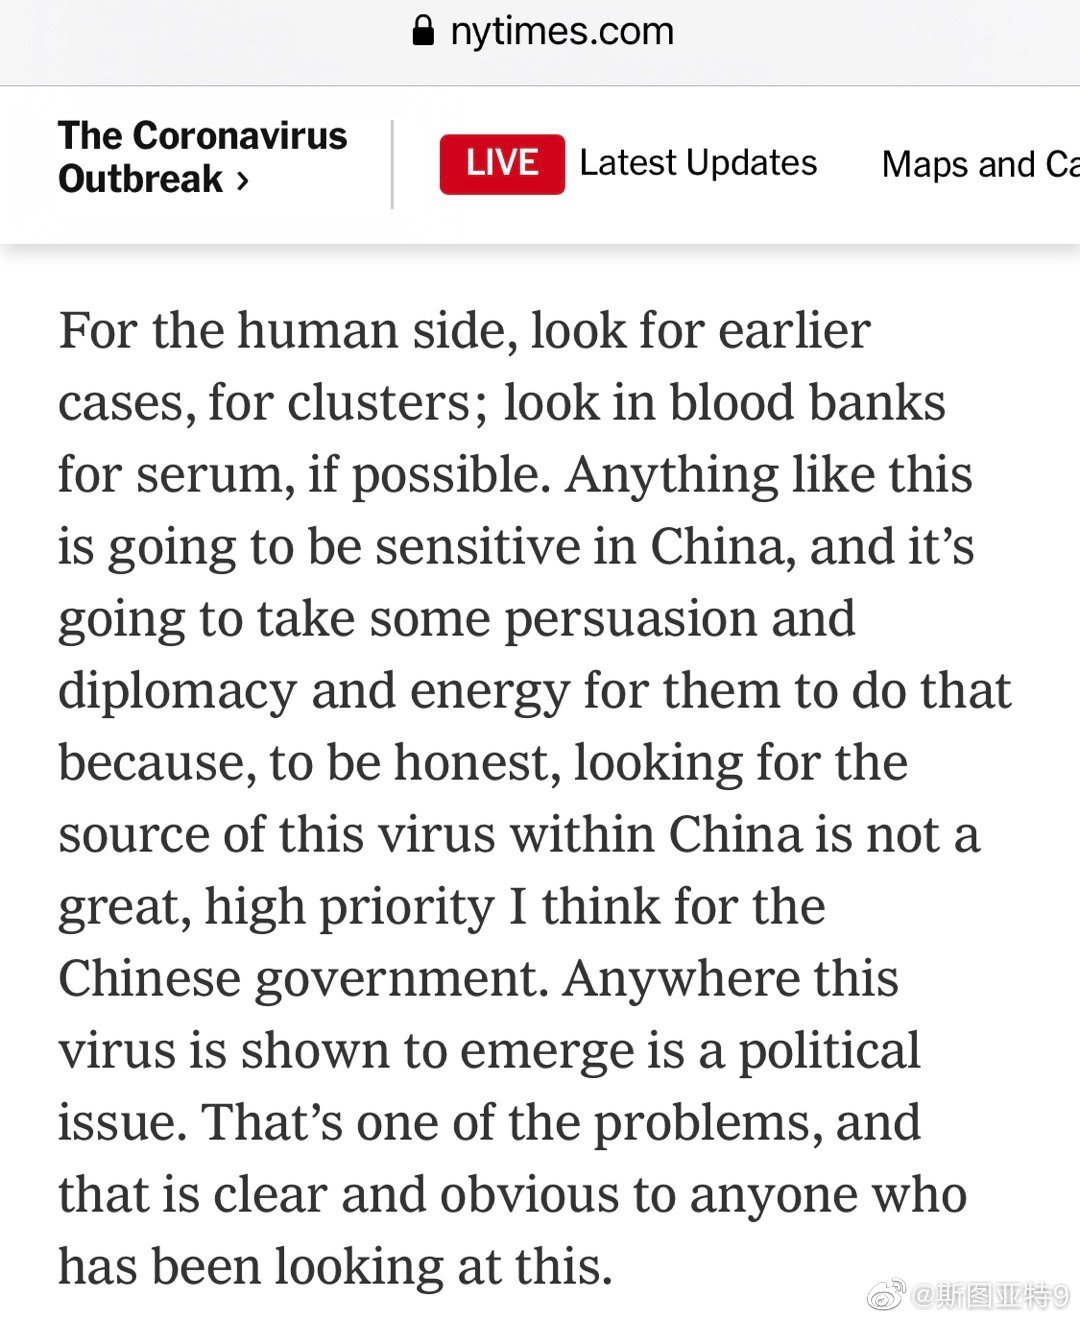 nytimes.com
The Coronavirus
Outbreak ›
LIVE Latest Updates Maps and Ca
For the human side, look for earlier
cases, for clusters; look in blood banks
for serum, if possible. Anything like this
is going to be sensitive in China, and it’s
going to take some persuasion and
diplomacy and energy for them to do that
because, to be honest, looking for the
source of this virus within China is not a
great, high priority I think for the
Chinese government. Anywhere this
virus is shown to emerge is a political
issue. That’s one of the problems, and
that is clear and obvious to anyone who
has been looking at this.
@斯图亚特9